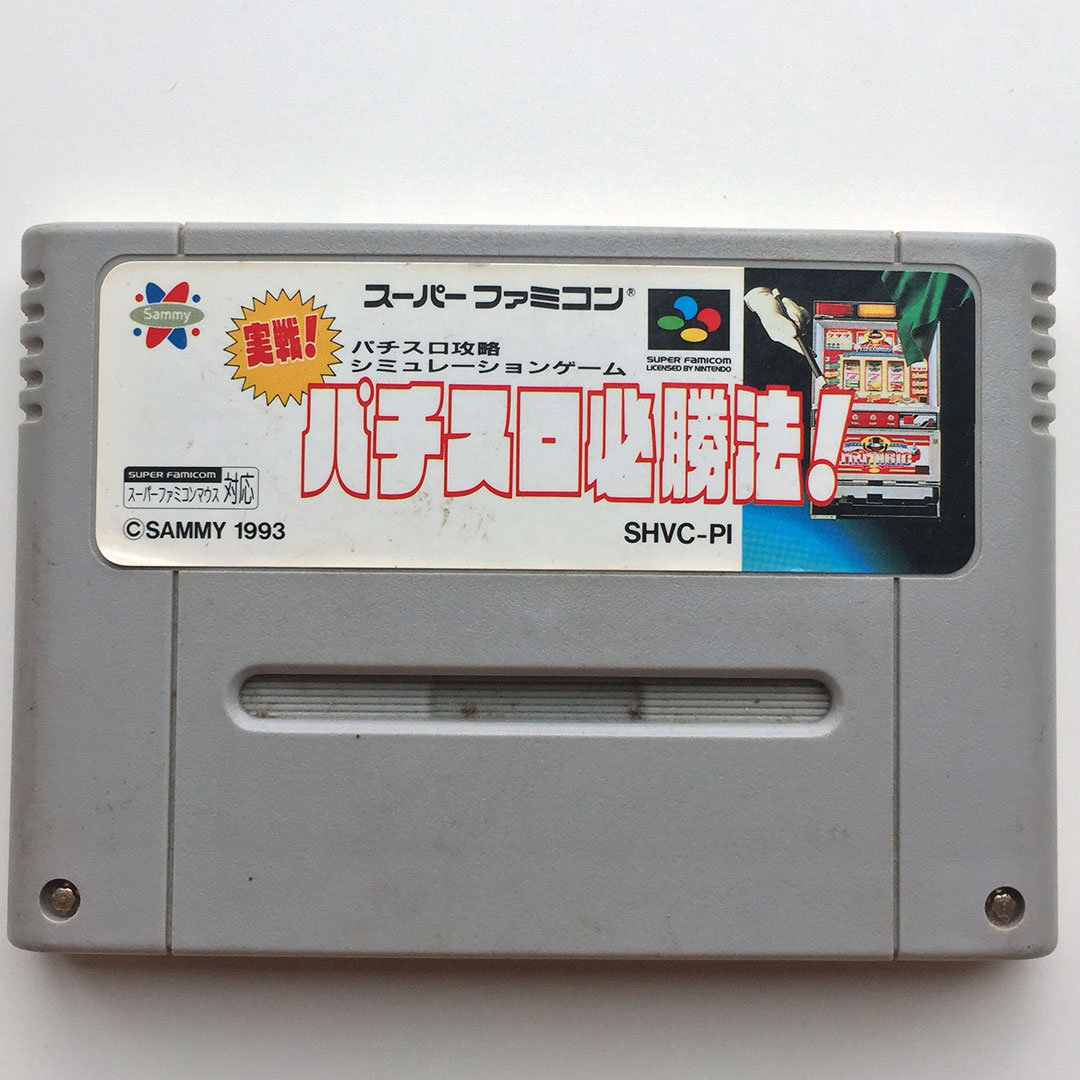 Sammy
実戦!
スーパーファミコン®
パチスロ攻略
シミュレーションゲーム
SUPER FAMICOM
LICENSED BY NINTENDO
パチスロ必勝法!
SUPER FAMICOM
スーパーファミコンマウス対応
©SAMMY 1993
SHVC-PI